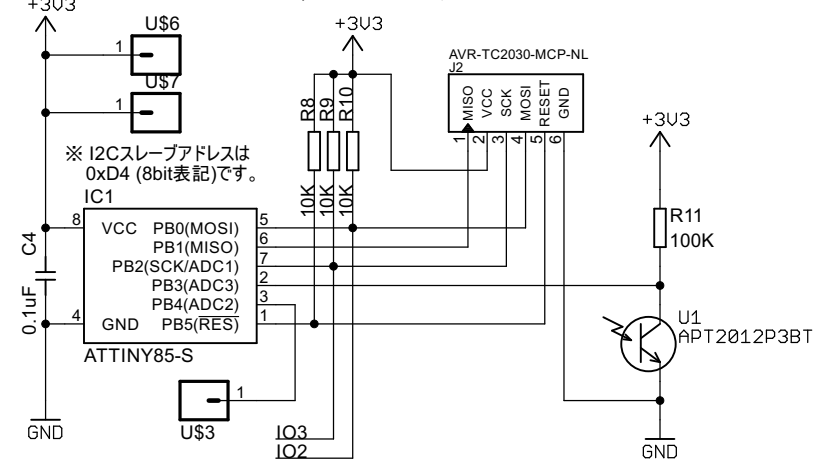 +3V3
U$6
1
U$7
1
※ I2Cスレーブアドレスは
0xD4 (8bit表記)です。
+3V3
R8
R9
R10
10K
10K
10K
AVR-TC2030-MCP-NL
J2
MISO
VCC
SCK
MOSI
RESET
GND
1
2
3
4
5
6
+3V3
R11
100K
C4
0.1uF
IC1
8
VCC
4
GND
PB0(MOSI)
5
PB1(MISO)
6
PB2(SCK/ADC1)
7
PB3(ADC3)
2
PB4(ADC2)
3
PB5(RES)
1
ATTINY85-S
U1
APT2012P3BT
U$3
1
IO3
IO2
GND
GND